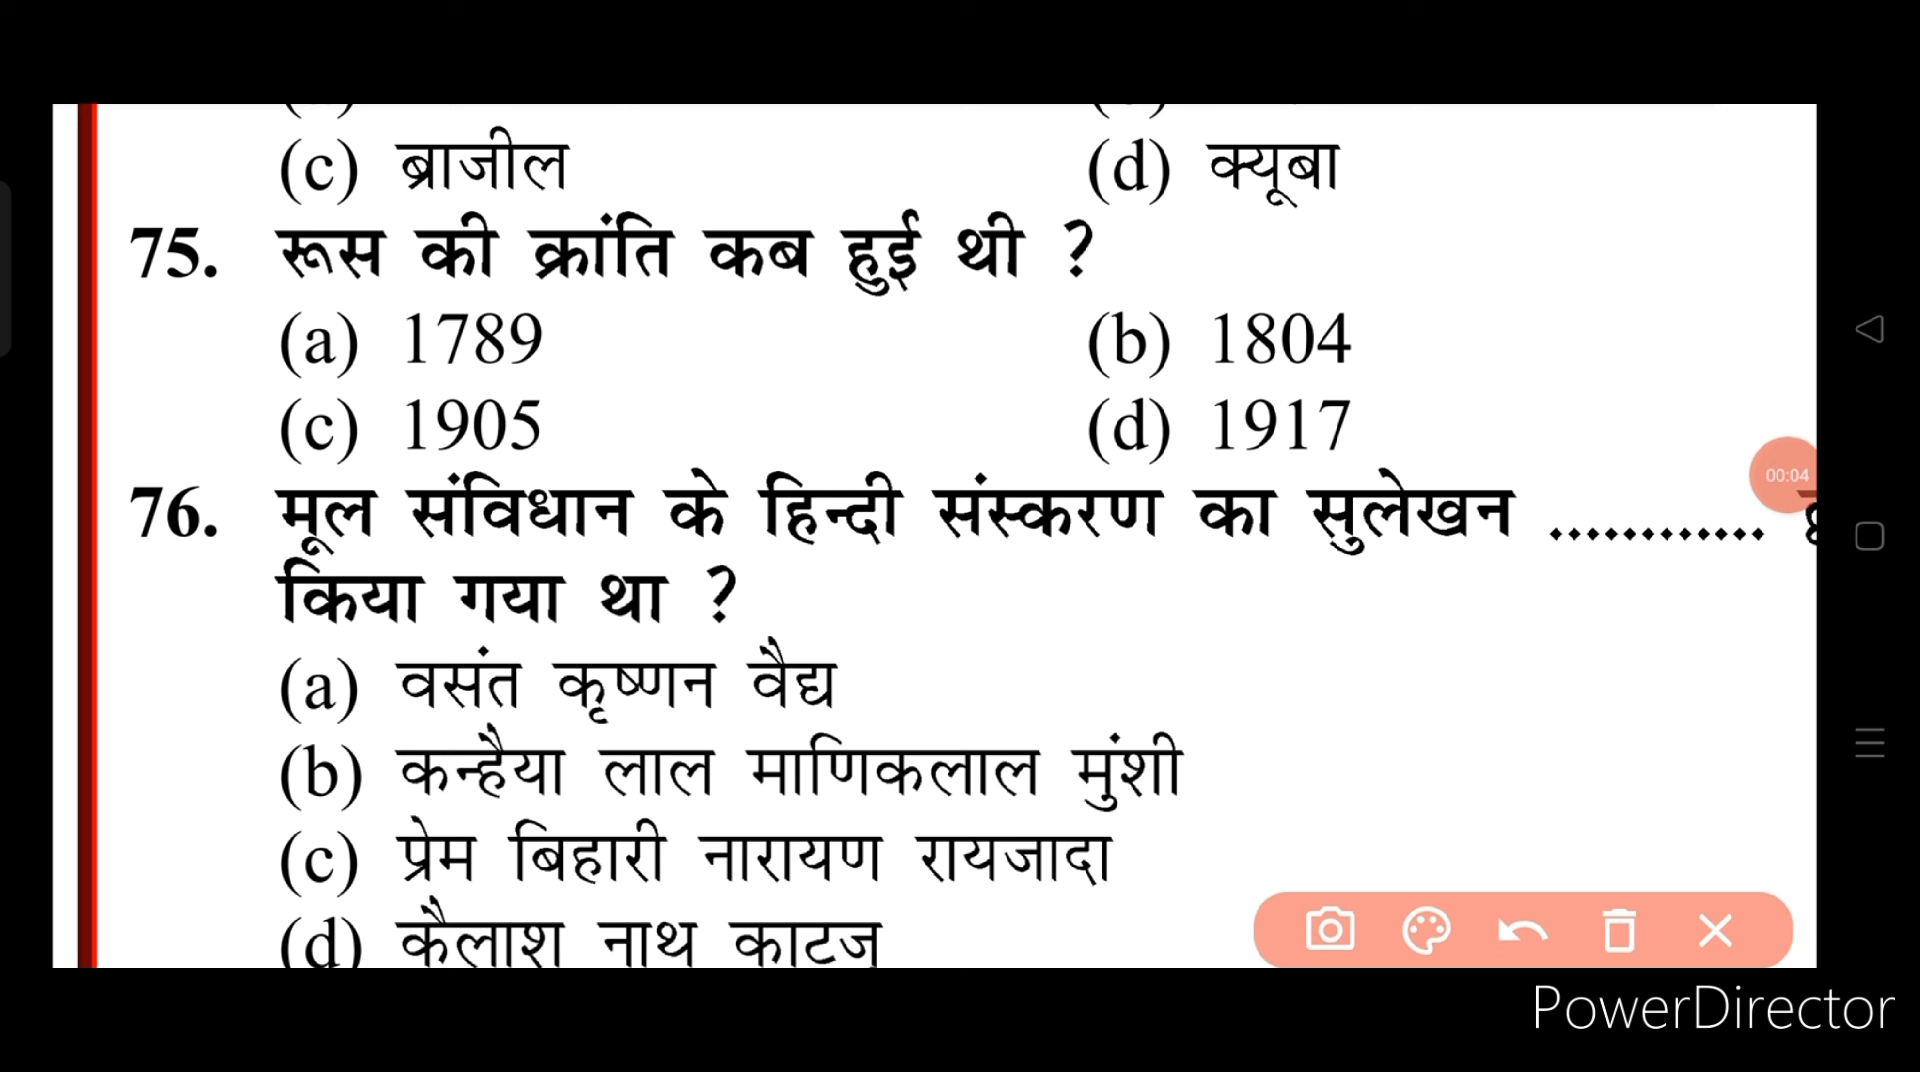 (c) ब्राजील (d) क्यूबा
75. रूस की क्रांति कब हुई थी ?
(a) 1789 (b) 1804
(c) 1905 (d) 1917
00:04
76. मूल संविधान के हिन्दी संस्करण का सुलेखन .............
किया गया था ?
(a) वसंत कृष्णन वैद्य
(b) कन्हैया लाल माणिकलाल मुंशी
(c) प्रेम बिहारी नारायण रायजादा
(d) कैलाश नाथ काटजू
PowerDirector